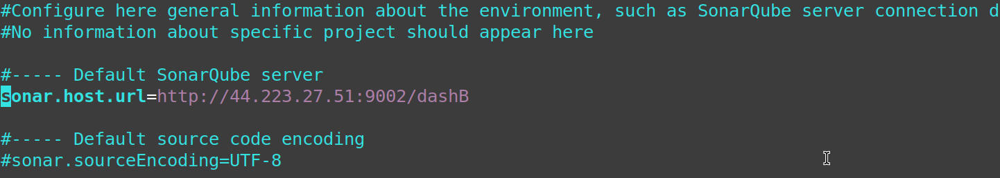 #Configure here general information about the environment, such as SonarQube server connection d
#No information about specific project should appear here
#----- Default SonarQube server
sonar.host.url=http://44.223.27.51:9002/dashB
#----- Default source code encoding
#sonar.sourceEncoding=UTF-8